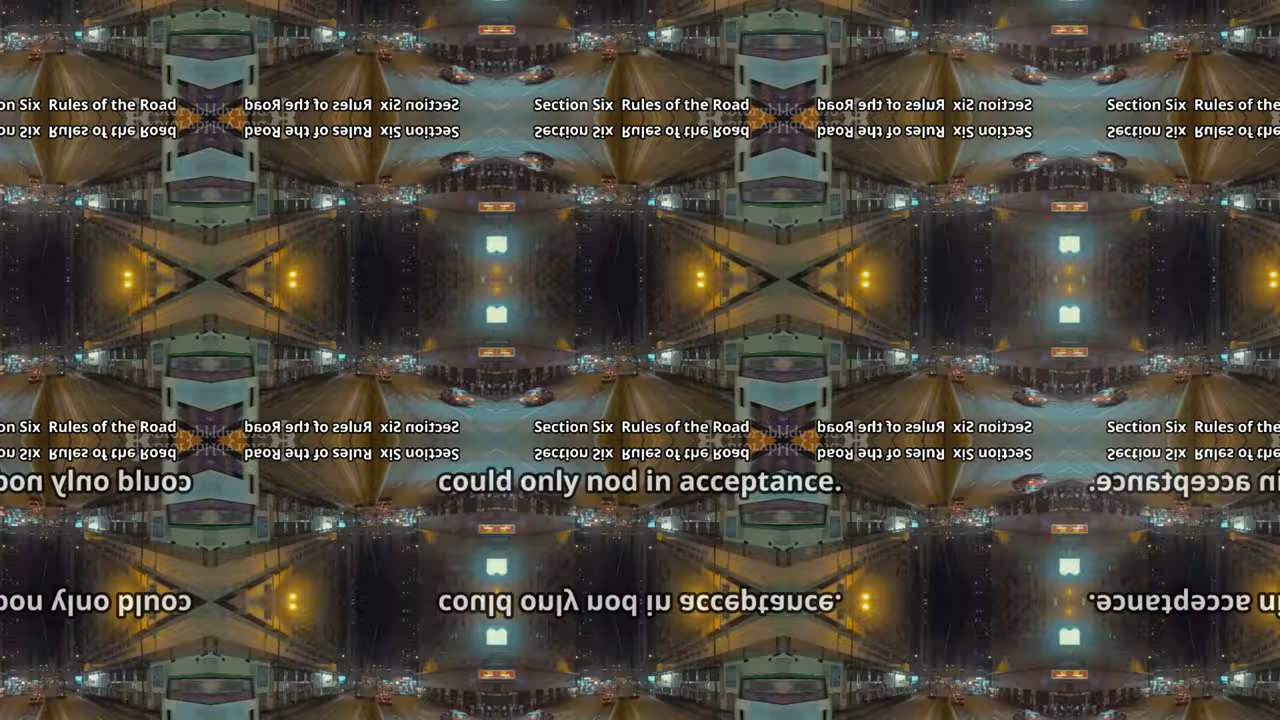 Section Six  Rules of the Road
could only nod in acceptance.